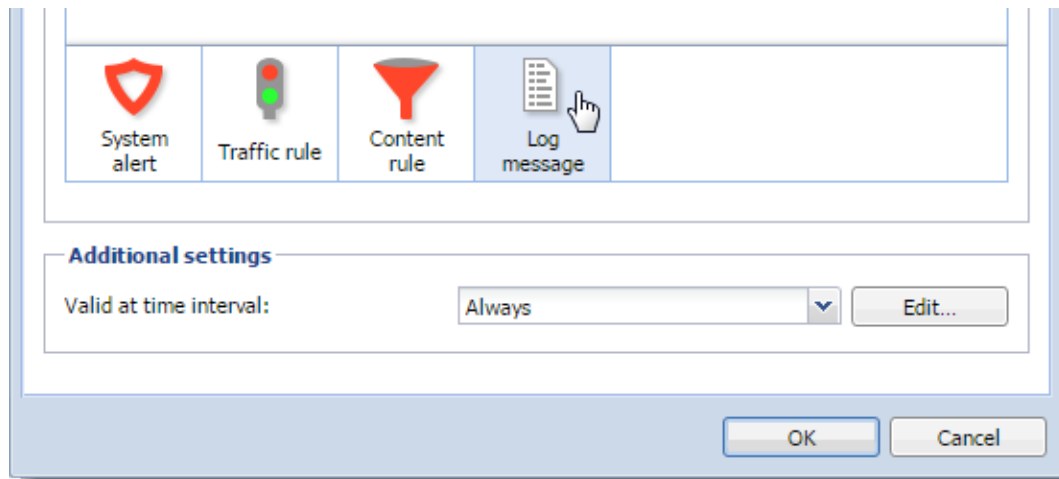 System
alert
Traffic rule
Content
rule
Log
message
Additional settings
Valid at time interval:
Always
Edit...
OK
Cancel